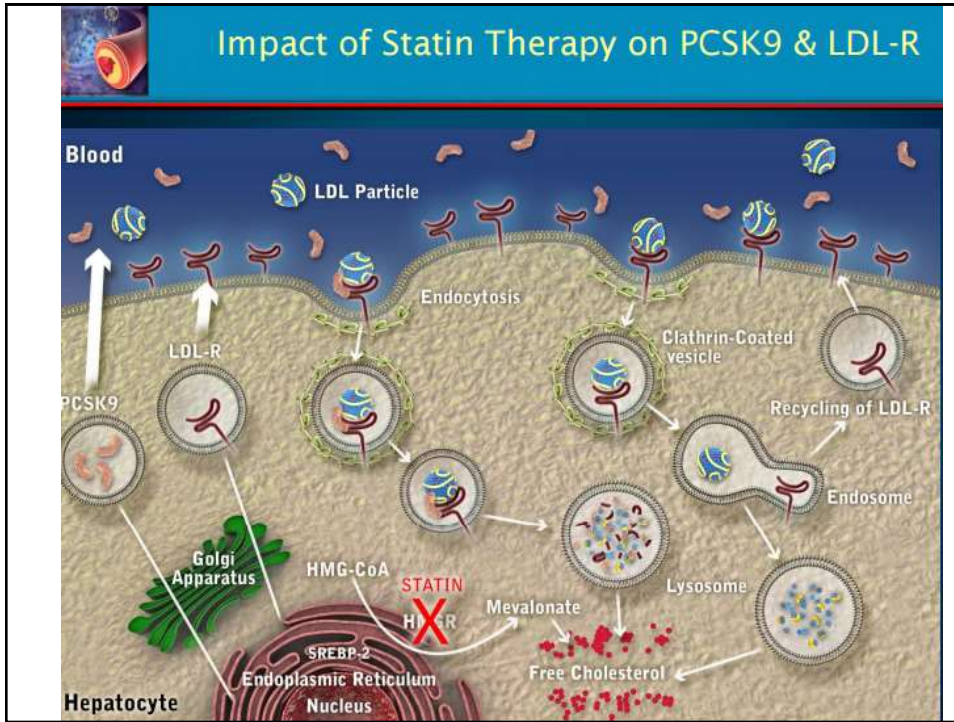 Impact of Statin Therapy on PCSK9 & LDL-R
Blood
LDL Particle
Endocytosis
LDL-R
Clathrin-Coated
vesicle
PCSK9
Recycling of LDL-R
Endosome
Golgi
Apparatus
HMG-CoA
STATIN
Mevalonate
Lysosome
SREBP-2
Endoplasmic Reticulum
Free Cholesterol
Hepatocyte
Nucleus